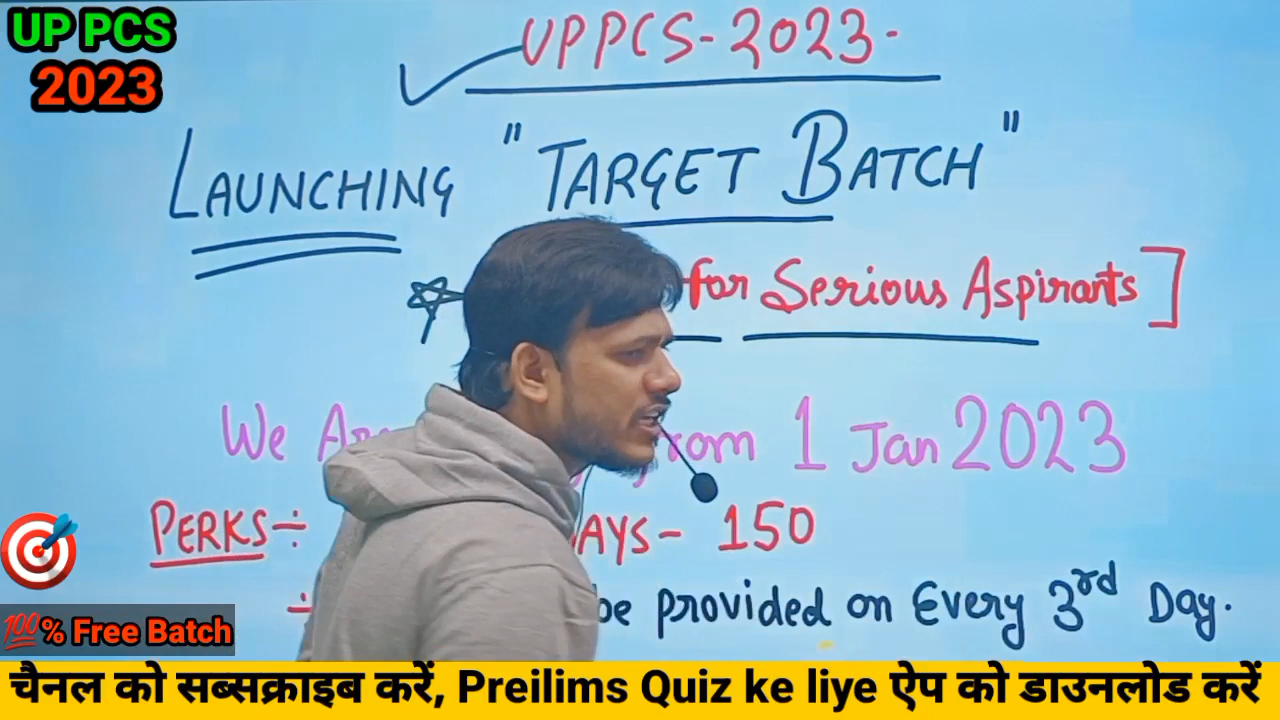 UP PCS
2023
UPPCS-2023-
LAUNCHING "TARGET BATCH"
for Serious Aspirants]
We from 1 Jan 2023
PERKS÷ - 150
÷ be provided on Every 3rd Day.
💯% Free Batch
चैनल को सब्सक्राइब करें, Preilims Quiz ke liye ऐप को डाउनलोड करें